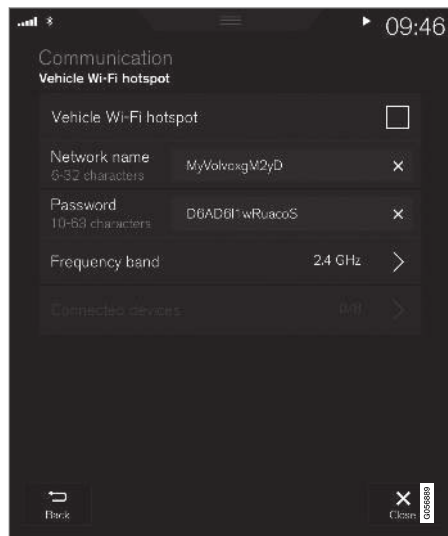 09:46
Communication
Vehicle Wi-Fi hotspot
Vehicle Wi-Fi hotspot
Network name
6-32 characters
MyVolvoxgM2yD
Password
10-63 characters
D6AD6I1wRuacoS
Frequency band
2.4 GHz
Connected devices
Back
Close
G056889